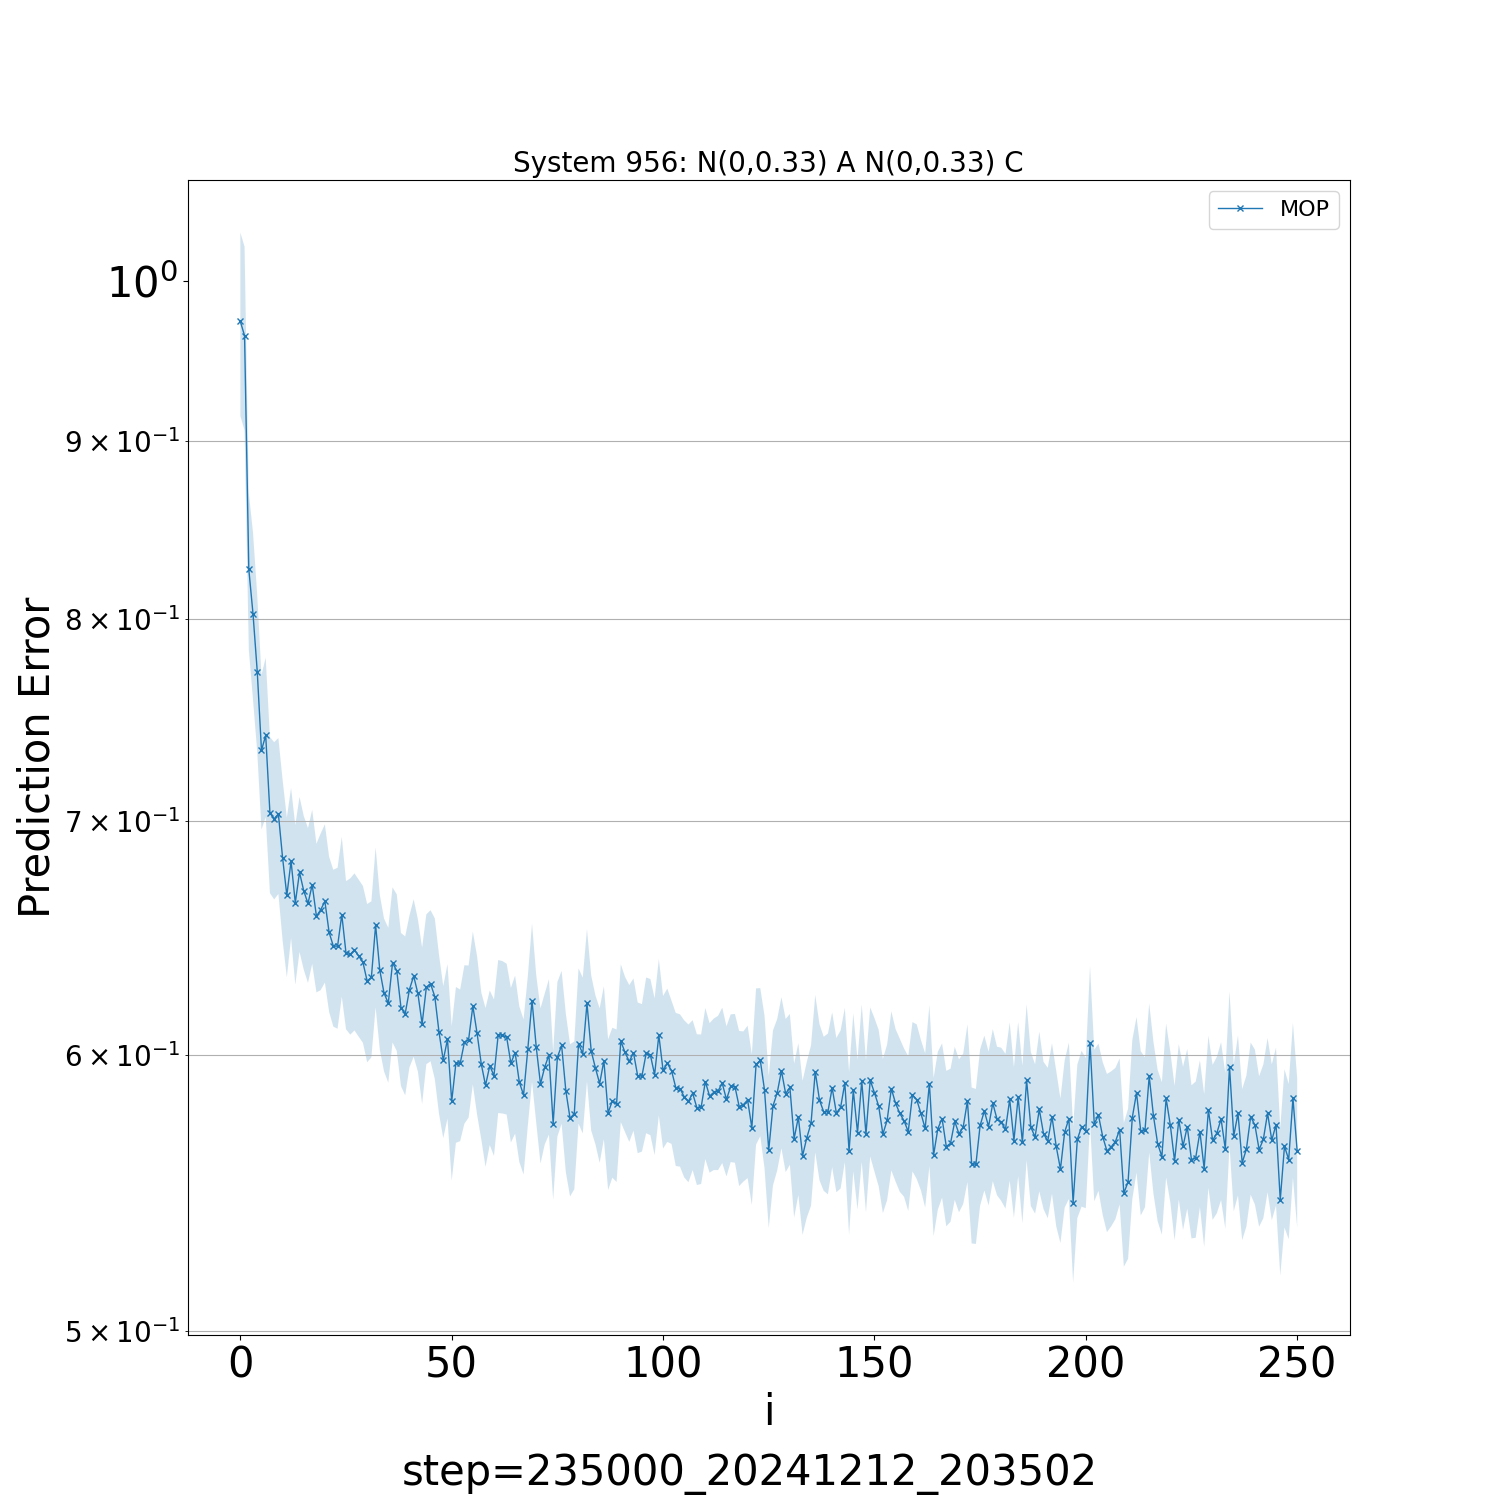 System 956: N(0,0.33) A N(0,0.33) C
MOP
10⁰
9 × 10⁻¹
8 × 10⁻¹
7 × 10⁻¹
6 × 10⁻¹
5 × 10⁻¹
Prediction Error
0 50 100 150 200 250
i
step=235000_20241212_203502